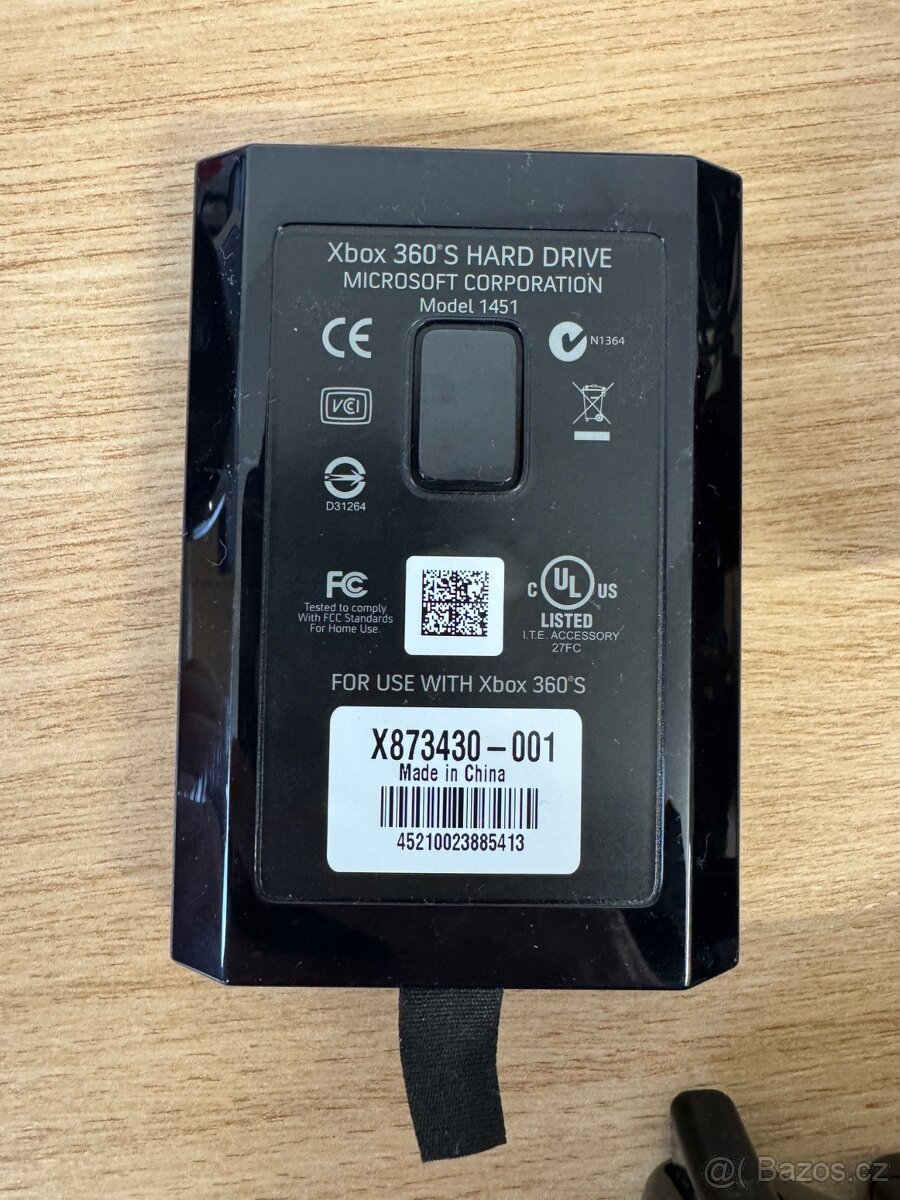 Xbox 360®S HARD DRIVE
MICROSOFT CORPORATION
Model 1451
CE
N1364
VCI
D31264
FC
Tested to comply
With FCC Standards
For Home Use.
C UL US
LISTED
I.T.E. ACCESSORY
27FC
FOR USE WITH Xbox 360®S
X873430-001
Made in China
45210023885413
@( Bazos.cz